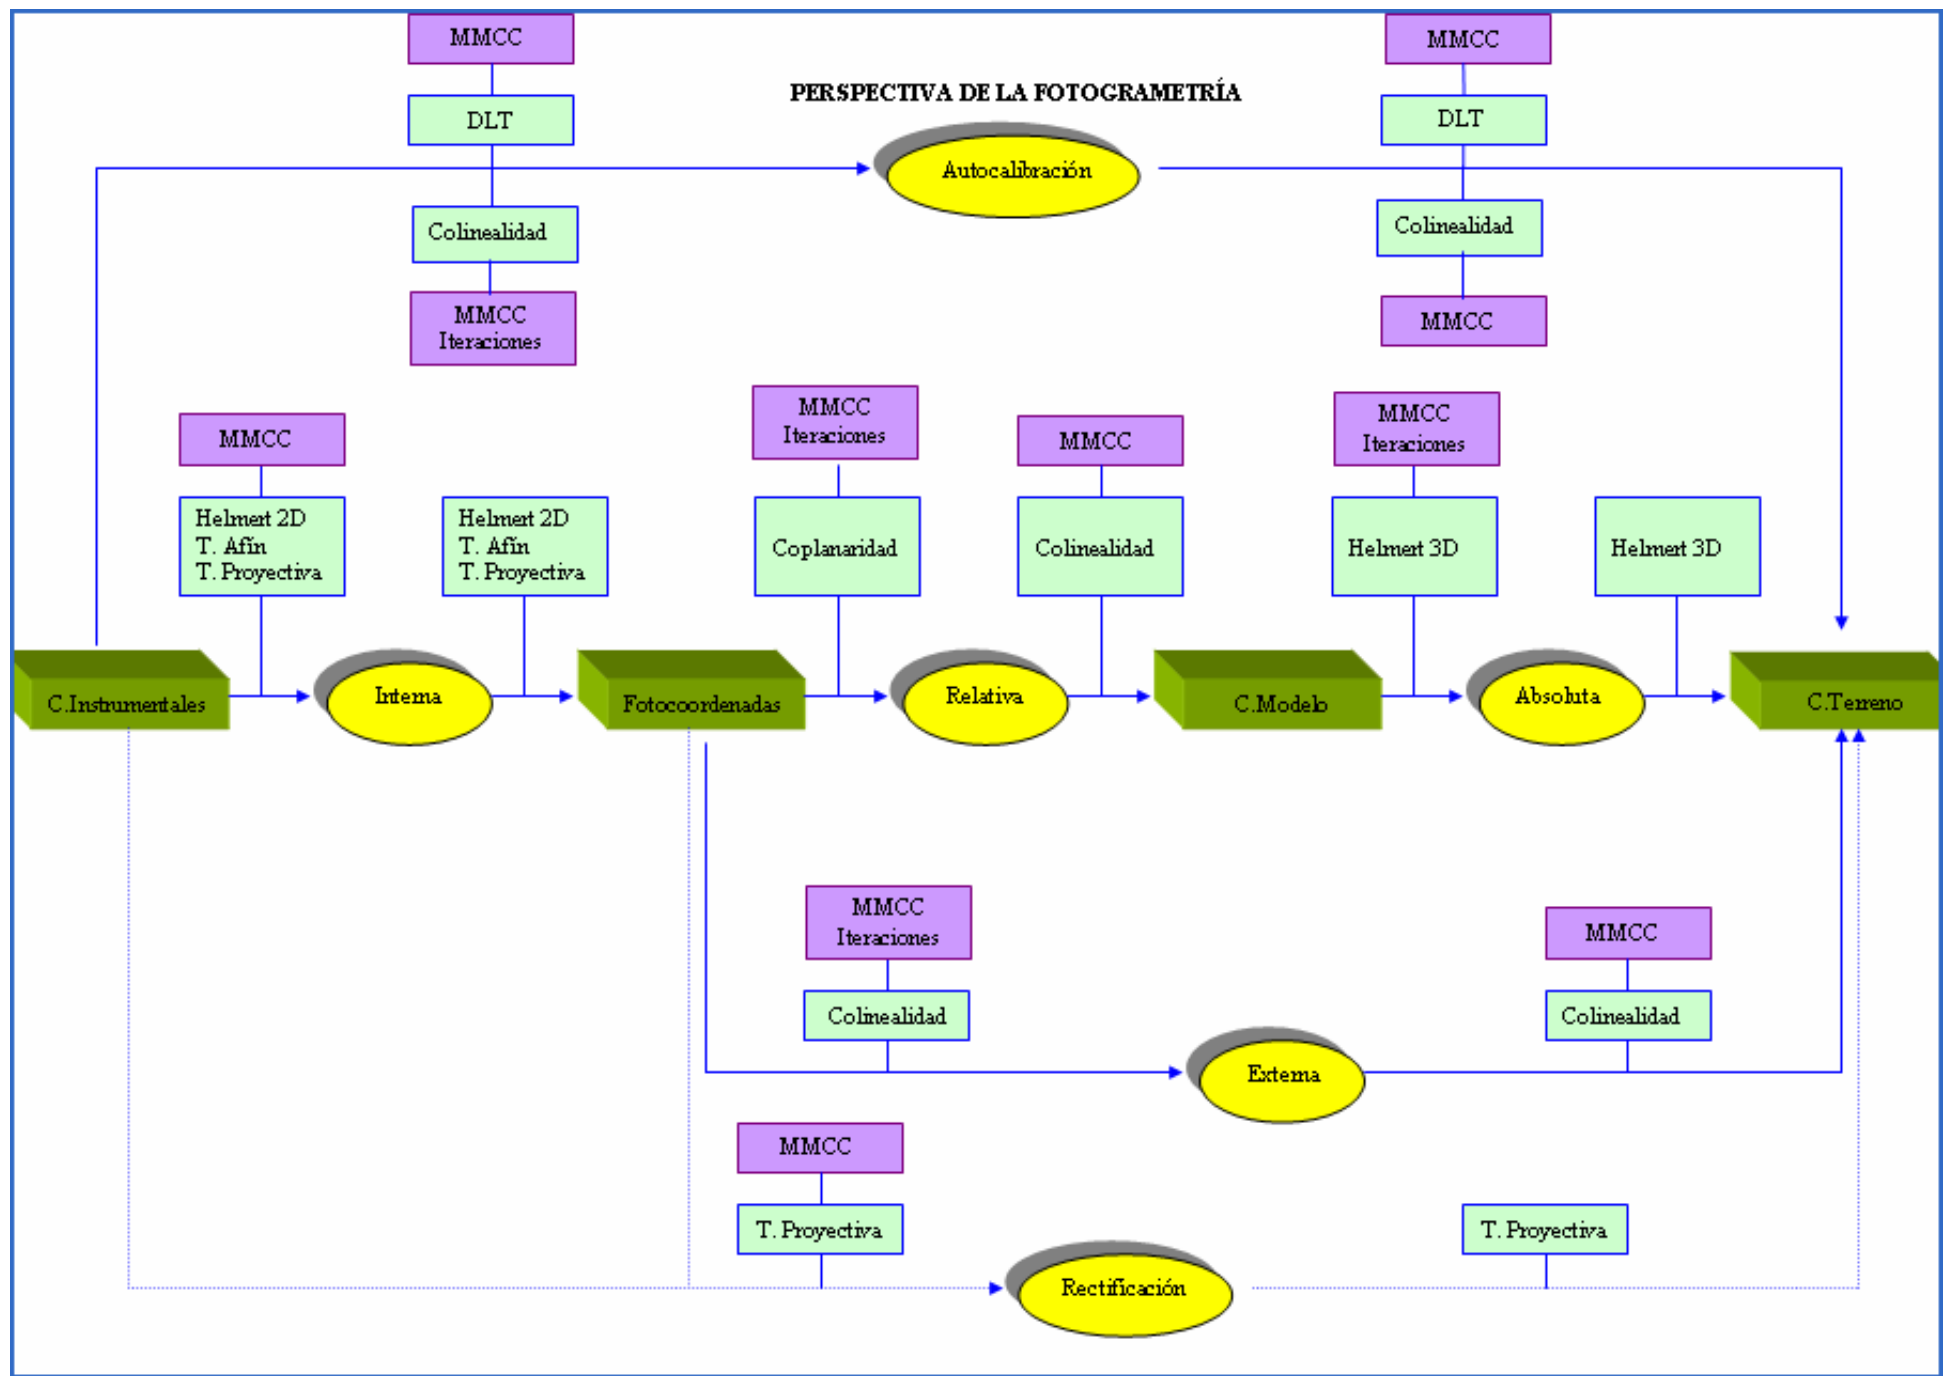 MMCC
MMCC
PERSPECTIVA DE LA FOTOGRAMETRÍA
DLT
DLT
Autocalibración
Colinealidad
Colinealidad
MMCC
Iteraciones
MMCC
MMCC
MMCC
Iteraciones
MMCC
MMCC
Iteraciones
Helmert 2D
T. Afín
T. Proyectiva
Helmert 2D
T. Afín
T. Proyectiva
Coplanaridad
Colinealidad
Helmert 3D
Helmert 3D
C.Instrumentales
Interna
Fotocoordenadas
Relativa
C.Modelo
Absoluta
C.Terreno
MMCC
Iteraciones
MMCC
Colinealidad
Colinealidad
Externa
MMCC
T. Proyectiva
T. Proyectiva
Rectificación